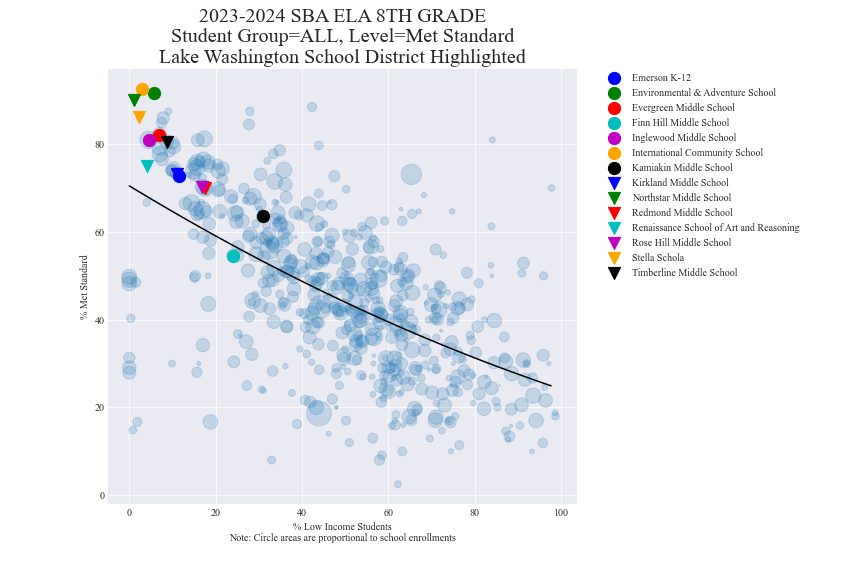 2023-2024 SBA ELA 8TH GRADE
Student Group=ALL, Level=Met Standard
Lake Washington School District Highlighted
Emerson K-12
Environmental & Adventure School
Evergreen Middle School
Finn Hill Middle School
Inglewood Middle School
International Community School
Kamiakin Middle School
Kirkland Middle School
Northstar Middle School
Redmond Middle School
Renaissance School of Art and Reasoning
Rose Hill Middle School
Stella Schola
Timberline Middle School
% Met Standard
80
60
40
20
0
0 20 40 60 80 100
% Low Income Students
Note: Circle areas are proportional to school enrollments